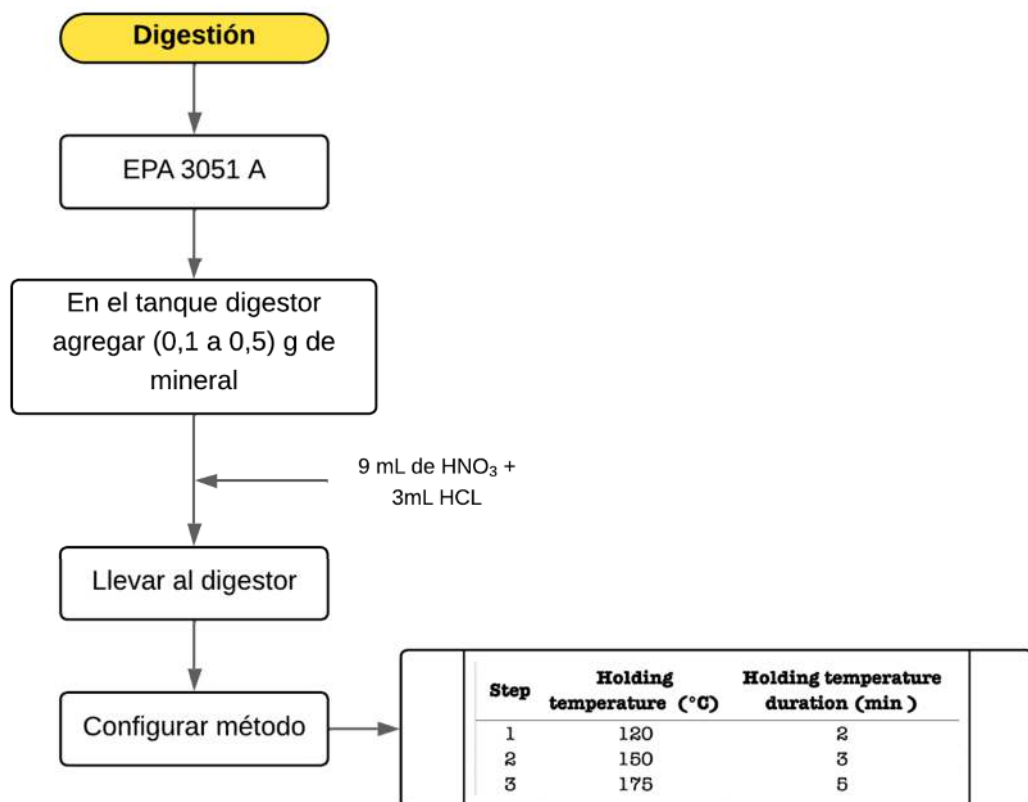 Digestión
EPA 3051 A
En el tanque digestor
agregar (0,1 a 0,5) g de
mineral
9 mL de HNO₃ +
3mL HCL
Llevar al digestor
Configurar método
Step Holding temperature (°C) Holding temperature duration (min )
1 120 2
2 150 3
3 175 5